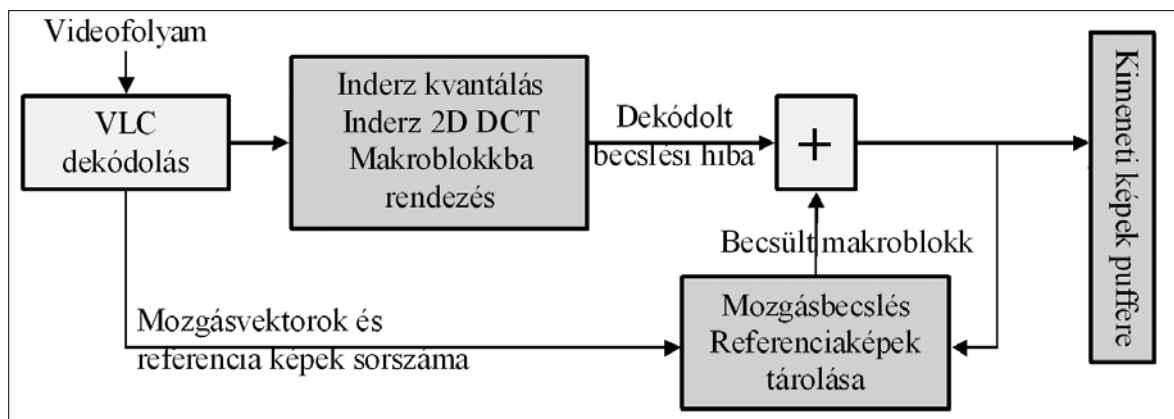 Videofolyam
VLC
dekódolás
Inderz kvantálás
Inderz 2D DCT
Makroblokkba
rendezés
Dekódolt
becslési hiba
+
Kimeneti képek puffere
Becsült makroblokk
Mozgásvektorok és
referencia képek sorszáma
Mozgásbecslés
Referenciaképek
tárolása